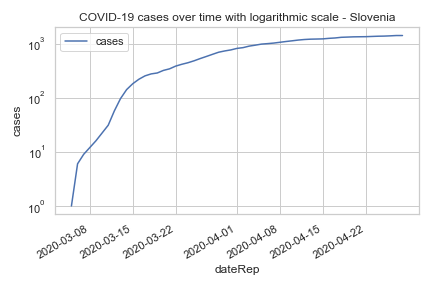 COVID-19 cases over time with logarithmic scale - Slovenia
cases
10³
10²
10¹
10⁰
cases
2020-03-08
2020-03-15
2020-03-22
2020-04-01
2020-04-08
2020-04-15
2020-04-22
dateRep